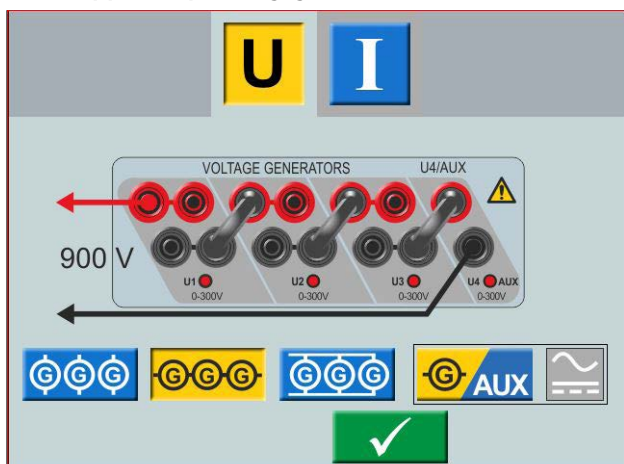 U I
VOLTAGE GENERATORS U4/AUX
900 V
U1 U2 U3 U4 AUX
0-300V 0-300V 0-300V 0-300V
G G G G G G G G G G AUX